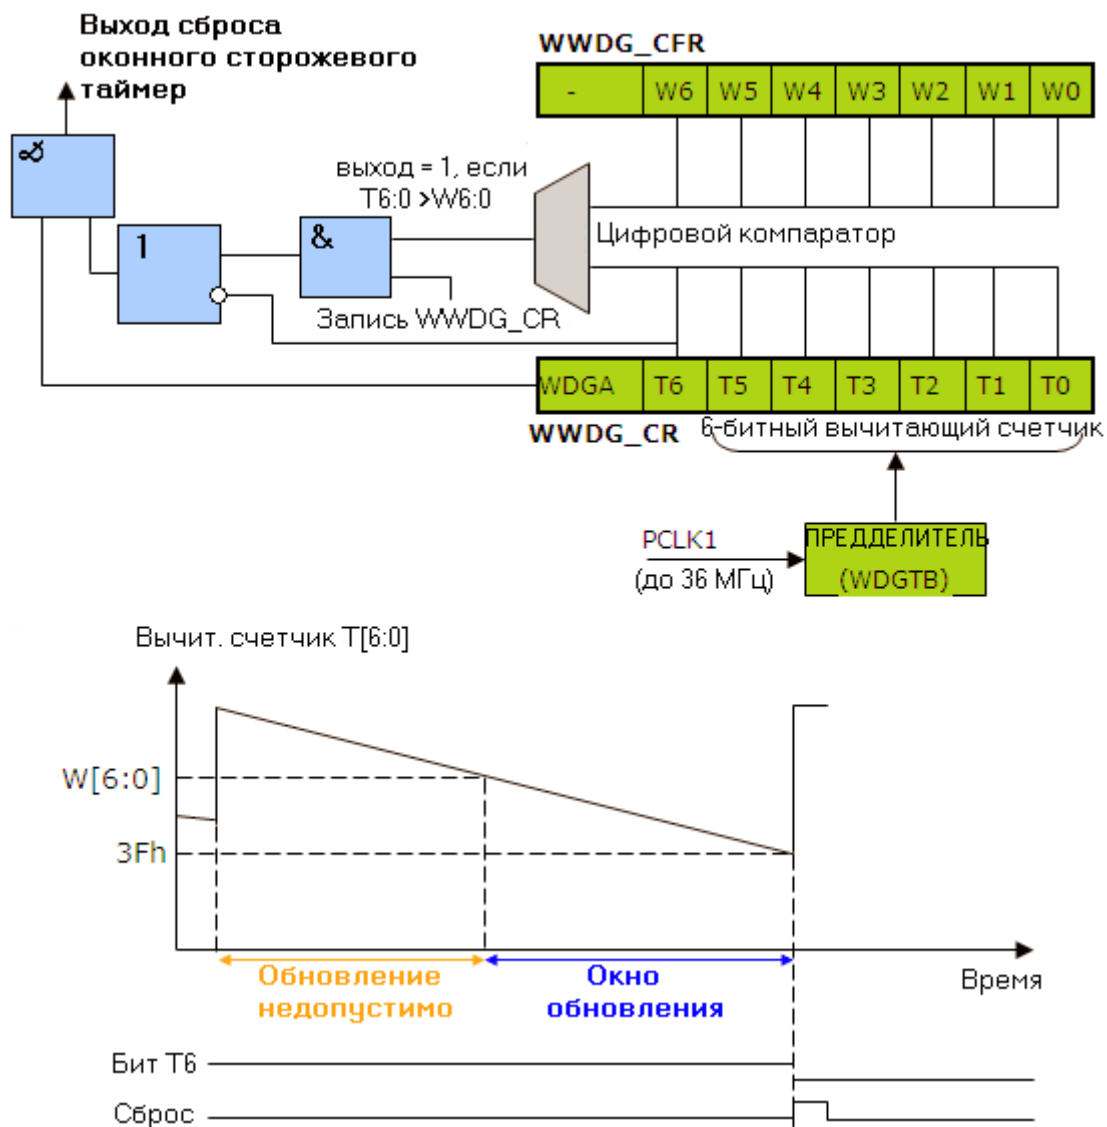 Выход сброса
оконного сторожевого
таймер
WWDG_CFR
- W6 W5 W4 W3 W2 W1 W0
&
выход = 1, если
T6:0 >W6:0
1
&
Цифровой компаратор
Запись WWDG_CR
WDGA T6 T5 T4 T3 T2 T1 T0
WWDG_CR
6-битный вычитающий счетчик
PCLK1
(до 36 МГц)
ПРЕДДЕЛИТЕЛЬ
(WDGTB)
Вычит. счетчик T[6:0]
W[6:0]
3Fh
Обновление
недопустимо
Окно
обновления
Время
Бит T6
Сброс